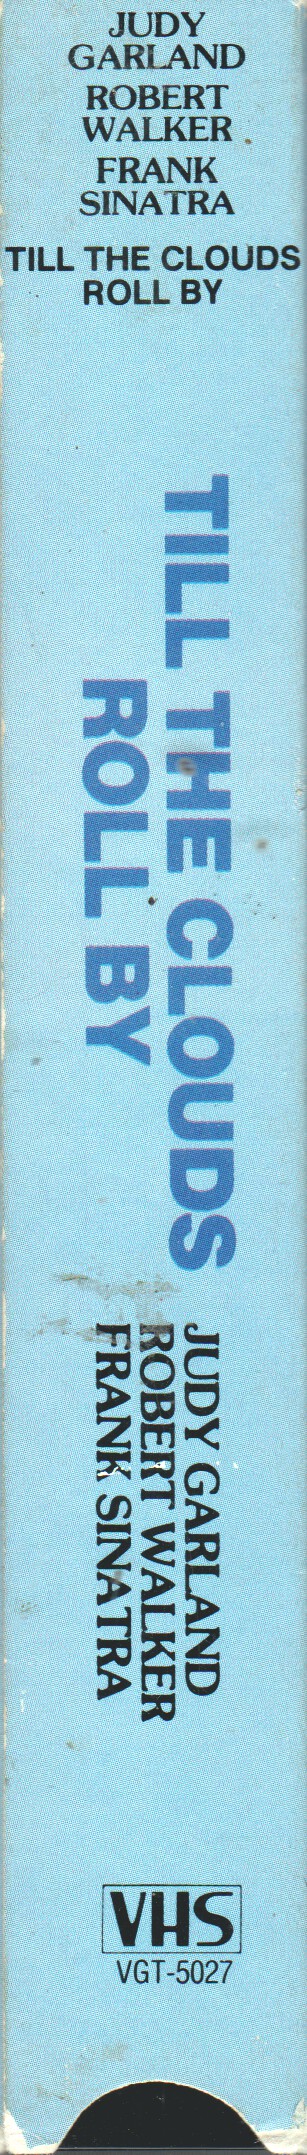 JUDY
GARLAND
ROBERT
WALKER
FRANK
SINATRA
TILL THE CLOUDS
ROLL BY
TILL THE CLOUDS
ROLL BY
JUDY GARLAND
ROBERT WALKER
FRANK SINATRA
VHS
VGT-5027